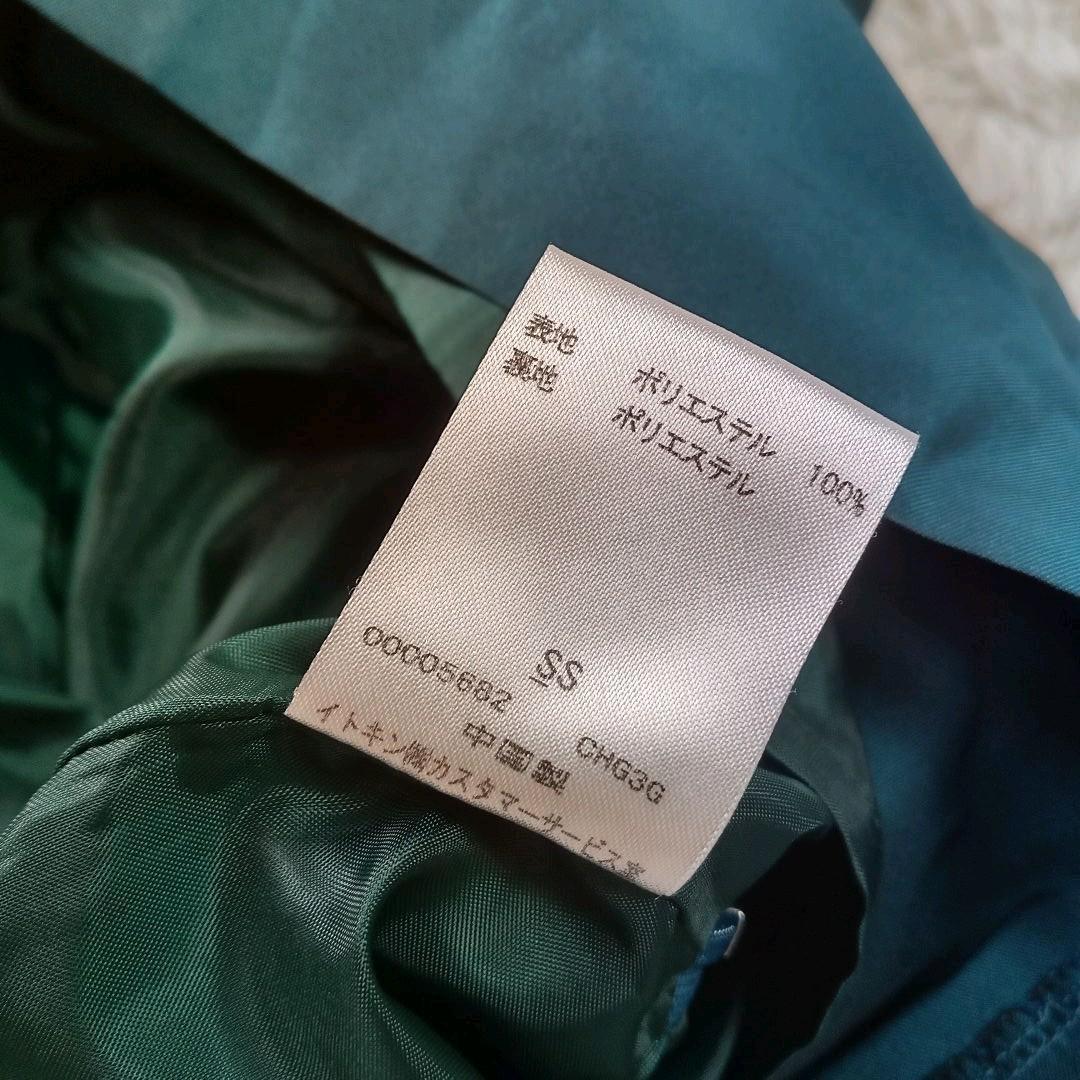 表地 ポリエステル 100%
裏地 ポリエステル
SS
00005682 CHG3G
中国製
イトキン㈱カスタマーサービス室